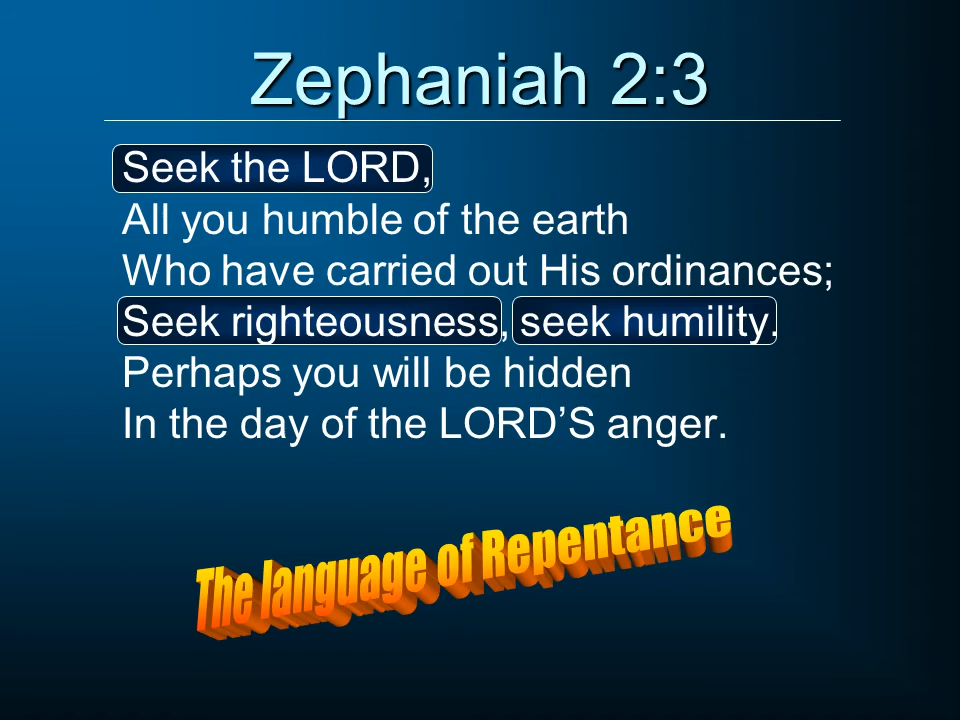 Zephaniah 2:3
Seek the LORD,
All you humble of the earth
Who have carried out His ordinances;
Seek righteousness, seek humility.
Perhaps you will be hidden
In the day of the LORD’S anger.
The language of Repentance